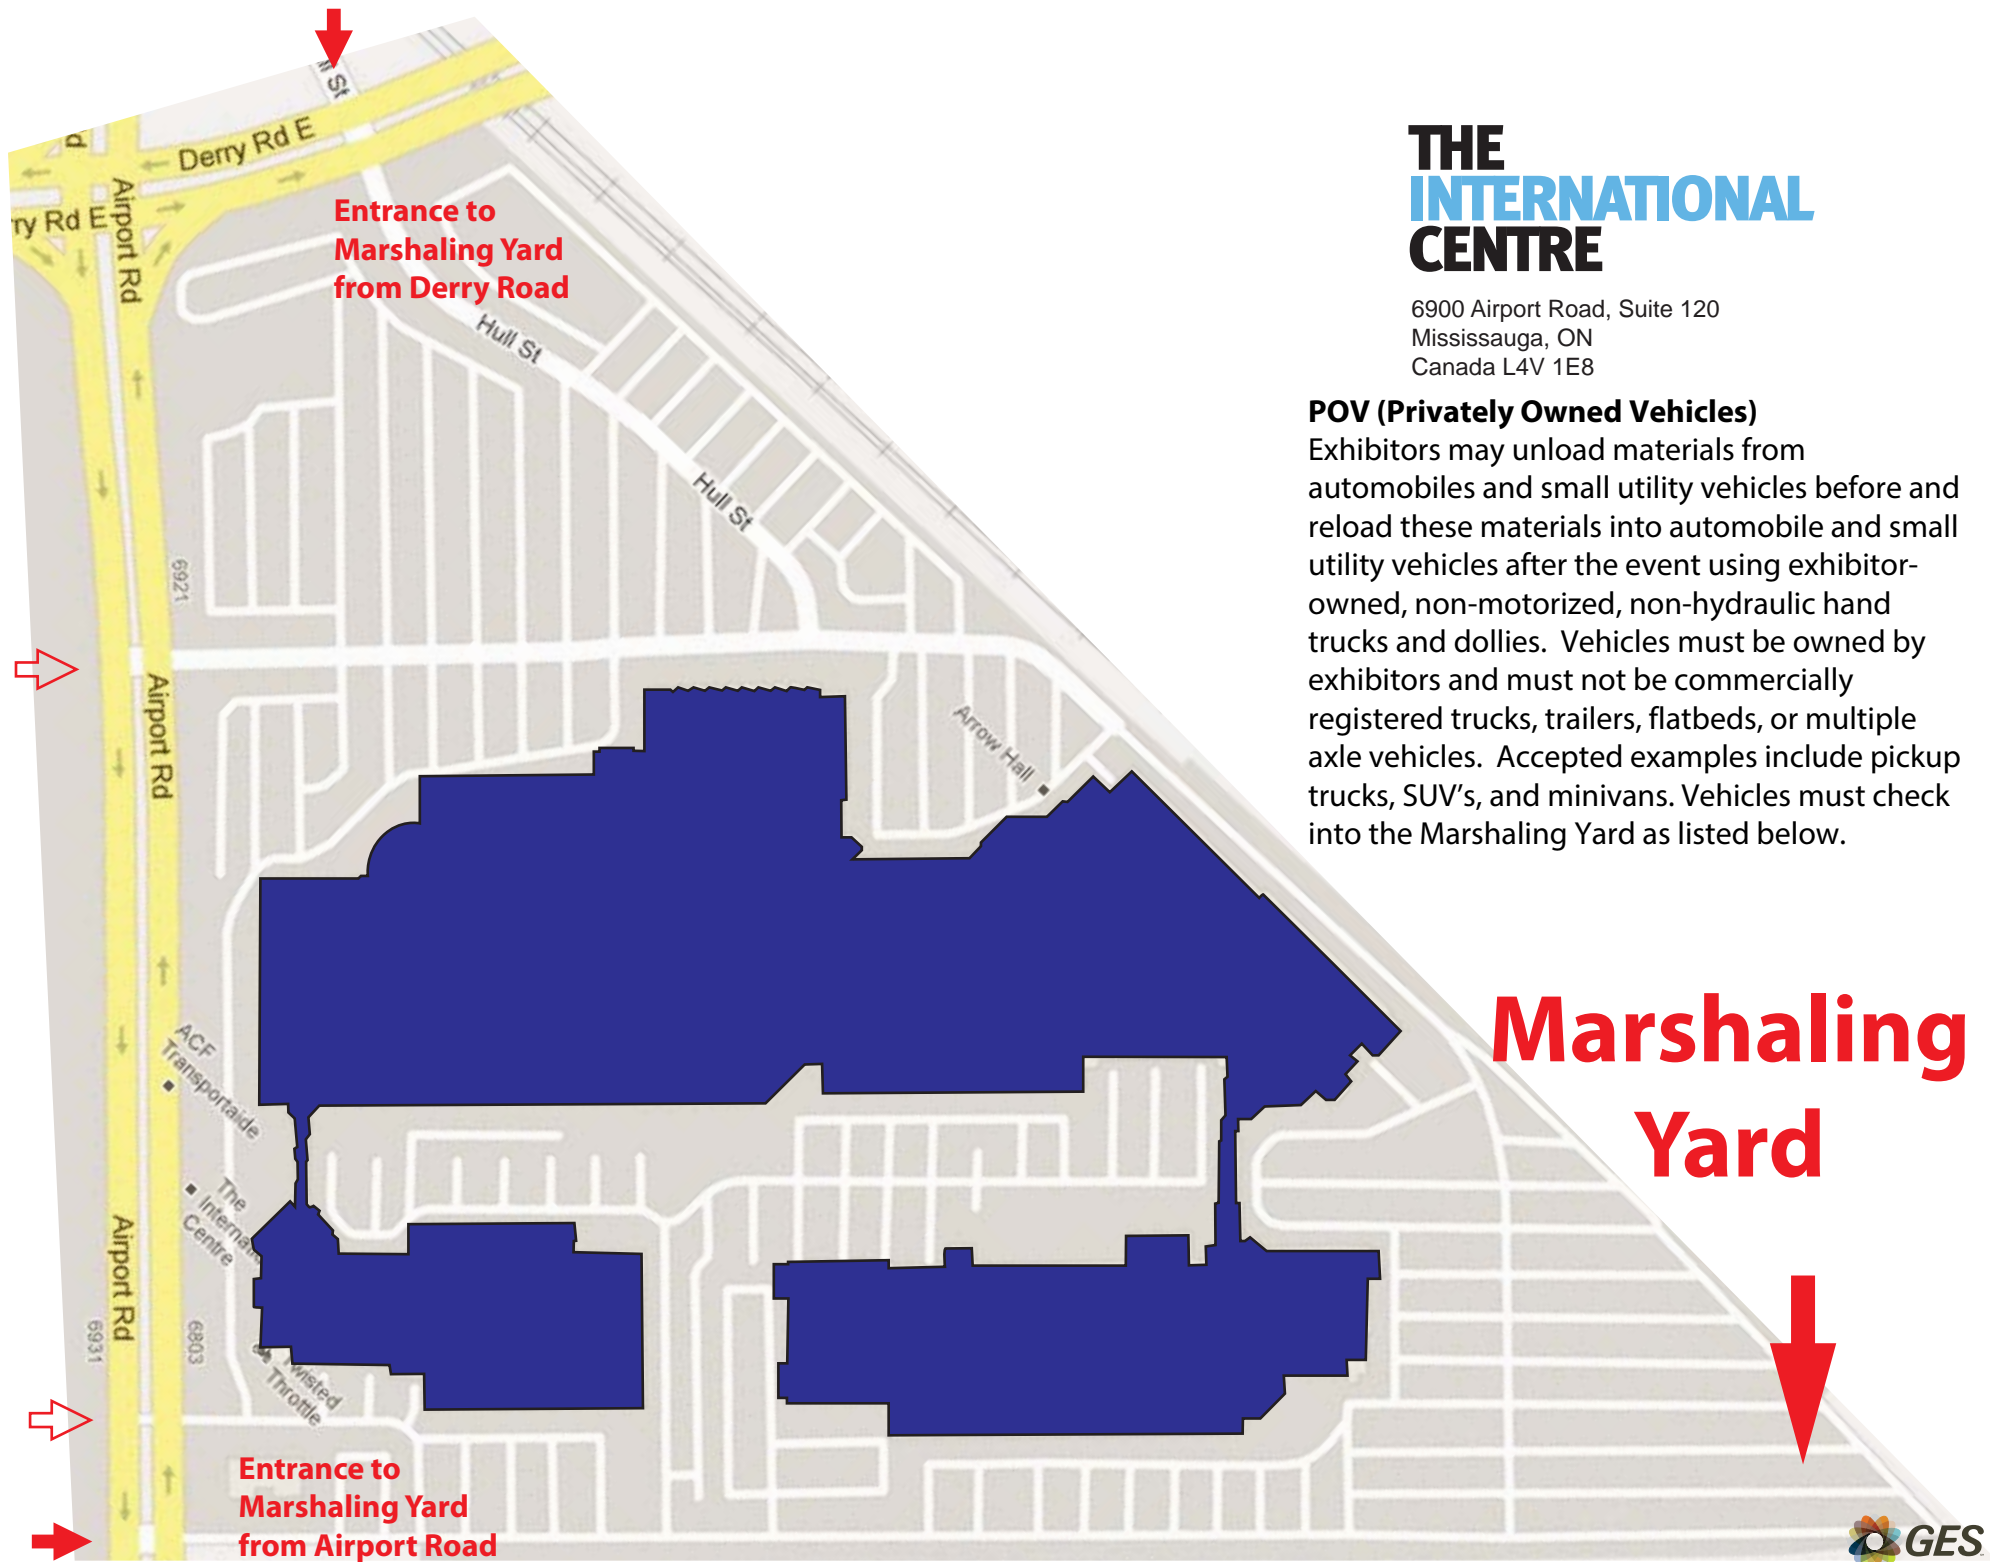 ll St
Derry Rd E
d
ry Rd E
Airport Rd
Entrance to
Marshaling Yard
from Derry Road
Hull St
Hull St
6921
Airport Rd
Arrow Hall
ACF
Transportaide
The
Internati
Centre
Airport Rd
6931
6803
Twisted
Throttle
Entrance to
Marshaling Yard
from Airport Road
THE
INTERNATIONAL
CENTRE
6900 Airport Road, Suite 120
Mississauga, ON
Canada L4V 1E8
POV (Privately Owned Vehicles)
Exhibitors may unload materials from
automobiles and small utility vehicles before and
reload these materials into automobile and small
utility vehicles after the event using exhibitor-
owned, non-motorized, non-hydraulic hand
trucks and dollies.  Vehicles must be owned by
exhibitors and must not be commercially
registered trucks, trailers, flatbeds, or multiple
axle vehicles.  Accepted examples include pickup
trucks, SUV's, and minivans. Vehicles must check
into the Marshaling Yard as listed below.
Marshaling
Yard
GES